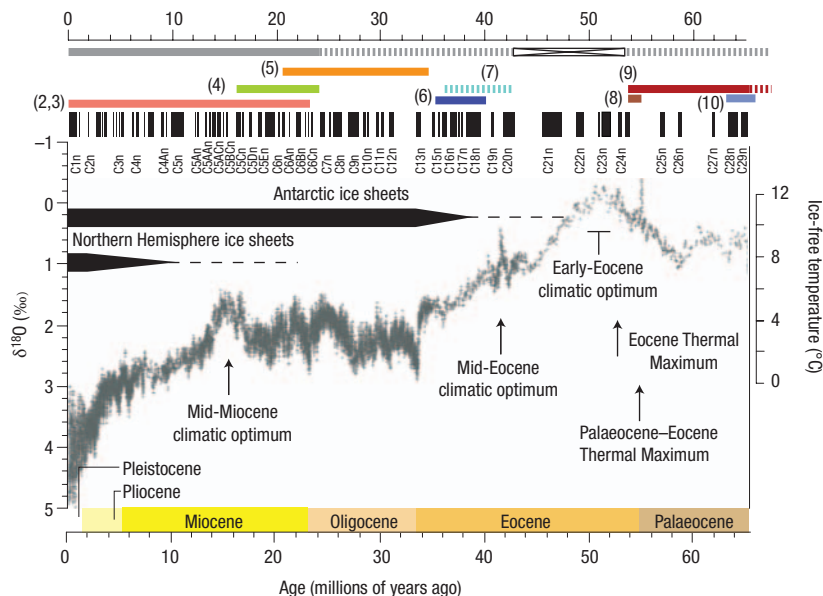 0 10 20 30 40 50 60
(5)
(4)
(7)
(9)
(2,3)
(6)
(8)
(10)
C1n C2n C3n C4n C4An C5n C5An C5AAn C5ACn C5BCn C5Cn C5Dn C5En C6n C6An C6Bn C6Cn C7n C8n C9n C10n C11n C12n C13n C15n C16n C17n C18n C19n C20n C21n C22n C23n C24n C25n C26n C27n C28n C29n
–1
0
1
2
3
4
5
δ18O (‰)
12
8
4
0
Ice-free temperature (°C)
Antarctic ice sheets
Northern Hemisphere ice sheets
Early-Eocene
climatic optimum
Eocene Thermal
Maximum
Mid-Eocene
climatic optimum
Mid-Miocene
climatic optimum
Palaeocene–Eocene
Thermal Maximum
Pleistocene
Pliocene
Miocene Oligocene Eocene Palaeocene
0 10 20 30 40 50 60
Age (millions of years ago)